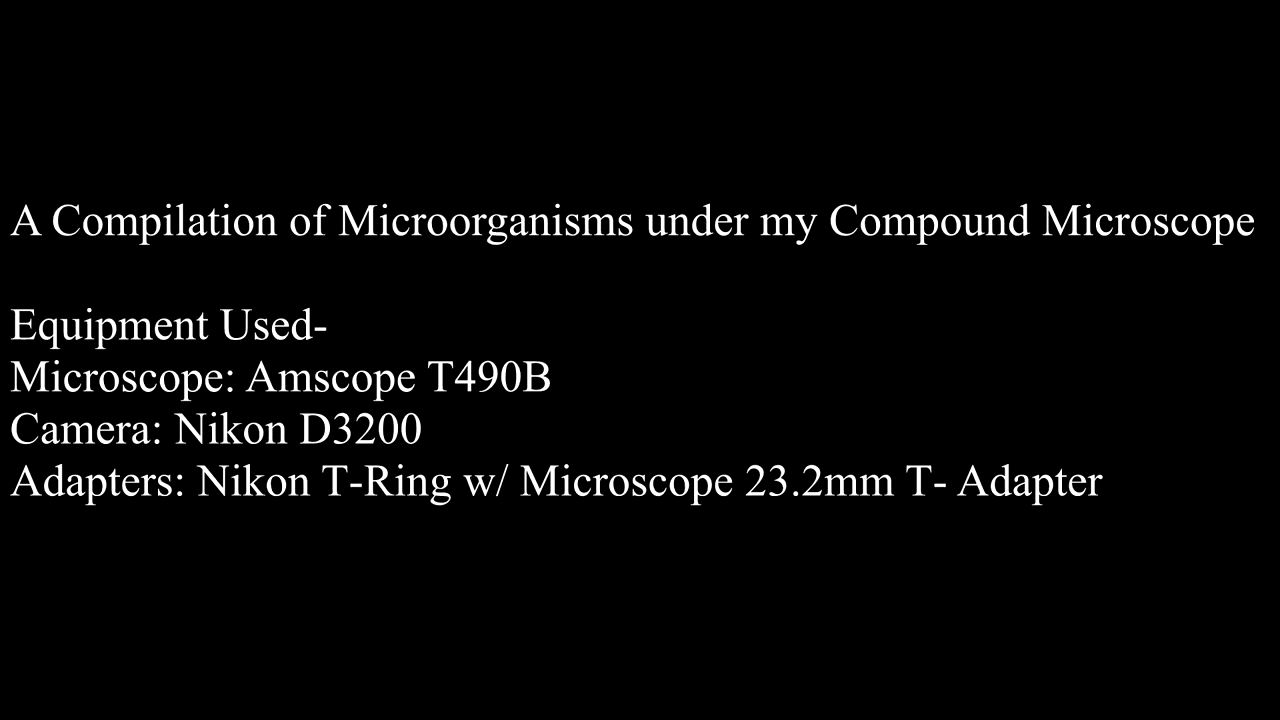 A Compilation of Microorganisms under my Compound Microscope
Equipment Used-
Microscope: Amscope T490B
Camera: Nikon D3200
Adapters: Nikon T-Ring w/ Microscope 23.2mm T- Adapter